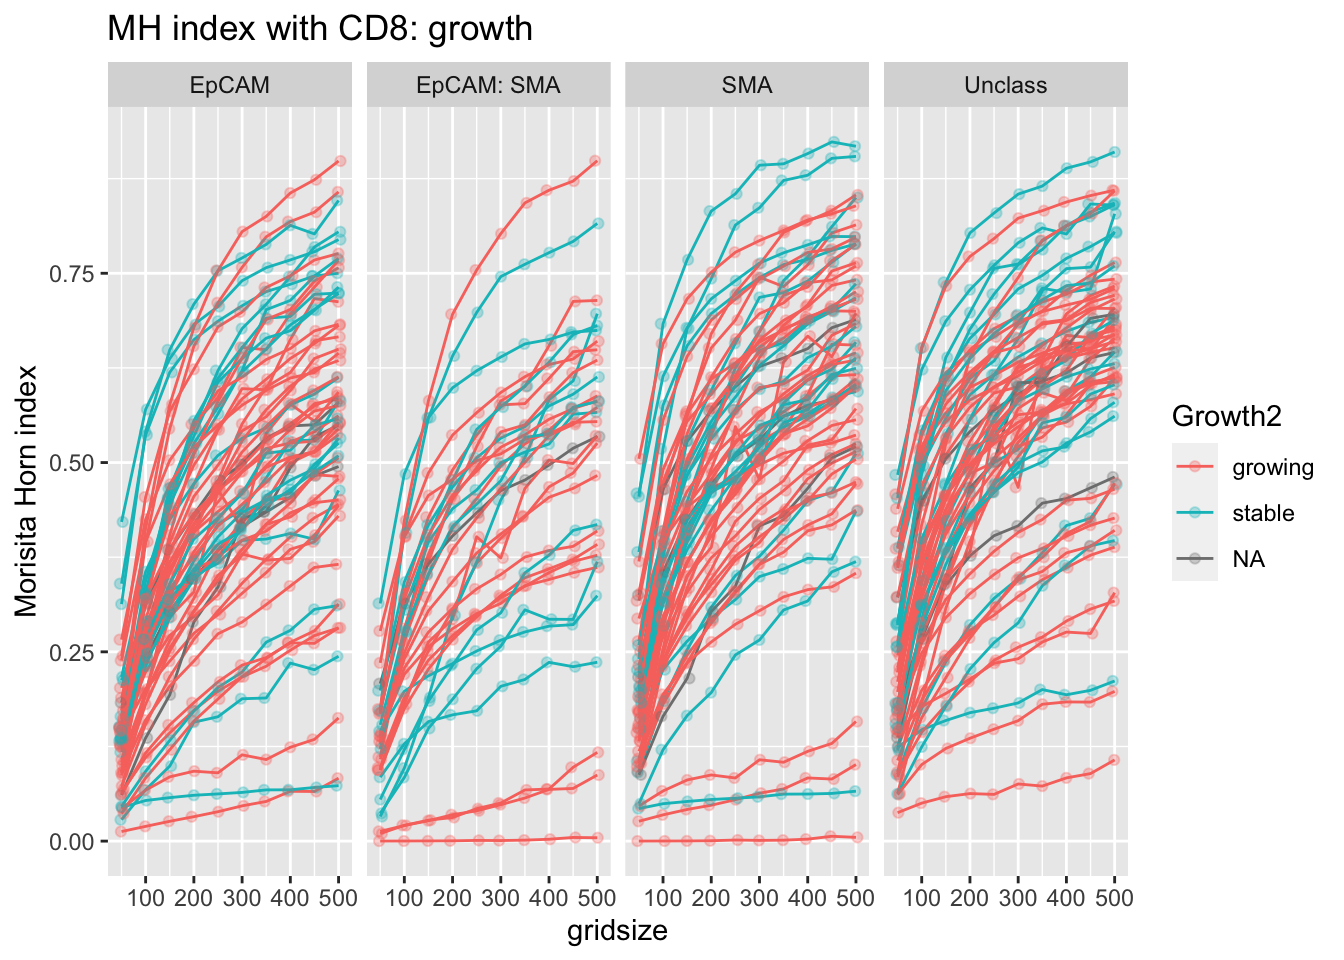 MH index with CD8: growth
EpCAM
EpCAM: SMA
SMA
Unclass
0.75
0.50
0.25
0.00
Morisita Horn index
100 200 300 400 500
100 200 300 400 500
100 200 300 400 500
100 200 300 400 500
gridsize
Growth2
growing
stable
NA